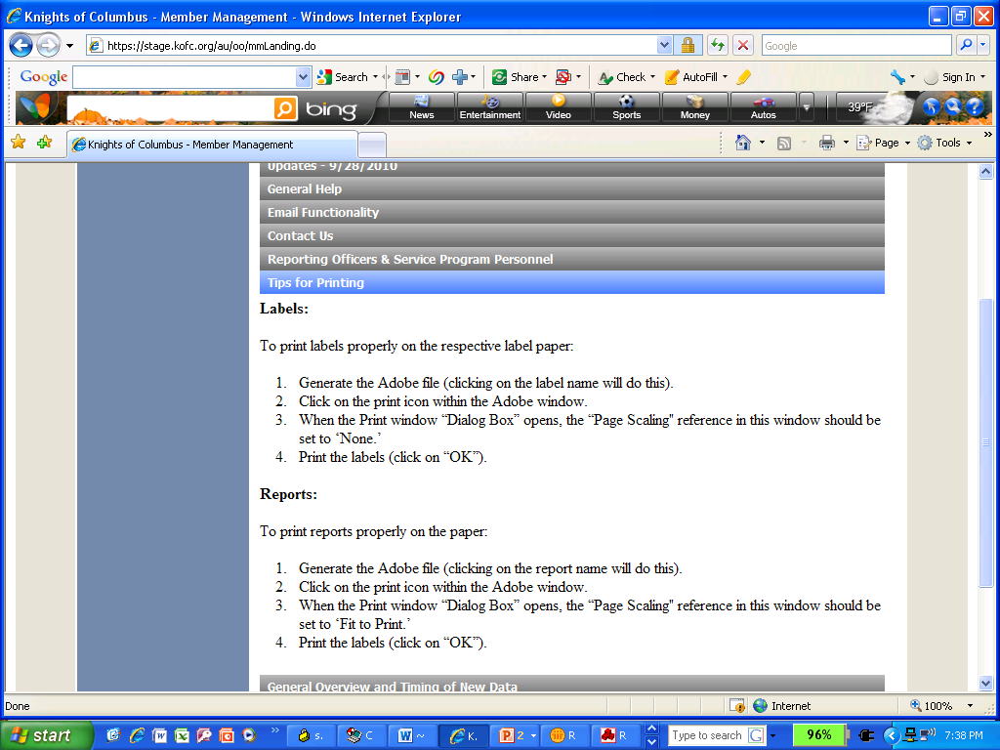 Knights of Columbus - Member Management - Windows Internet Explorer
https://stage.kofc.org/au/oo/mmLanding.do
Google
Google
Search
Share
Check
AutoFill
Sign In
bing
News
Entertainment
Video
Sports
Money
Autos
39°F
Knights of Columbus - Member Management
Page
Tools
Updates - 9/28/2010
General Help
Email Functionality
Contact Us
Reporting Officers & Service Program Personnel
Tips for Printing
Labels:
To print labels properly on the respective label paper:
1. Generate the Adobe file (clicking on the label name will do this).
2. Click on the print icon within the Adobe window.
3. When the Print window “Dialog Box” opens, the “Page Scaling" reference in this window should be
set to ‘None.’
4. Print the labels (click on “OK”).
Reports:
To print reports properly on the paper:
1. Generate the Adobe file (clicking on the report name will do this).
2. Click on the print icon within the Adobe window.
3. When the Print window “Dialog Box” opens, the “Page Scaling" reference in this window should be
set to ‘Fit to Print.’
4. Print the labels (click on “OK”).
General Overview and Timing of New Data
Done
Internet
100%
start
s.
C
~
K.
2
R
R
Type to search
96%
7:38 PM